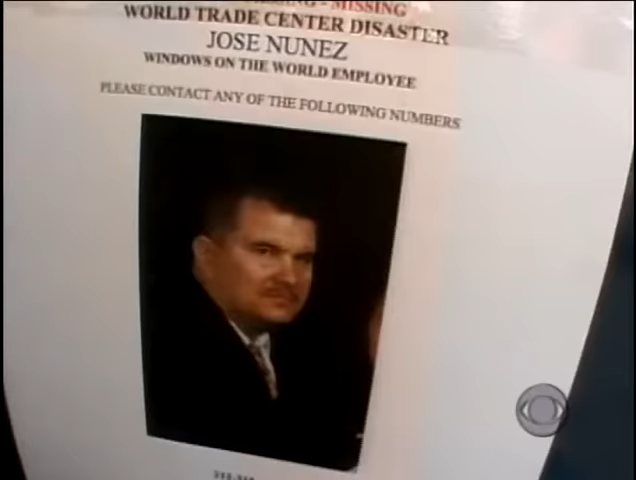 MISSING
WORLD TRADE CENTER DISASTER
JOSE NUNEZ
WINDOWS ON THE WORLD EMPLOYEE
PLEASE CONTACT ANY OF THE FOLLOWING NUMBERS